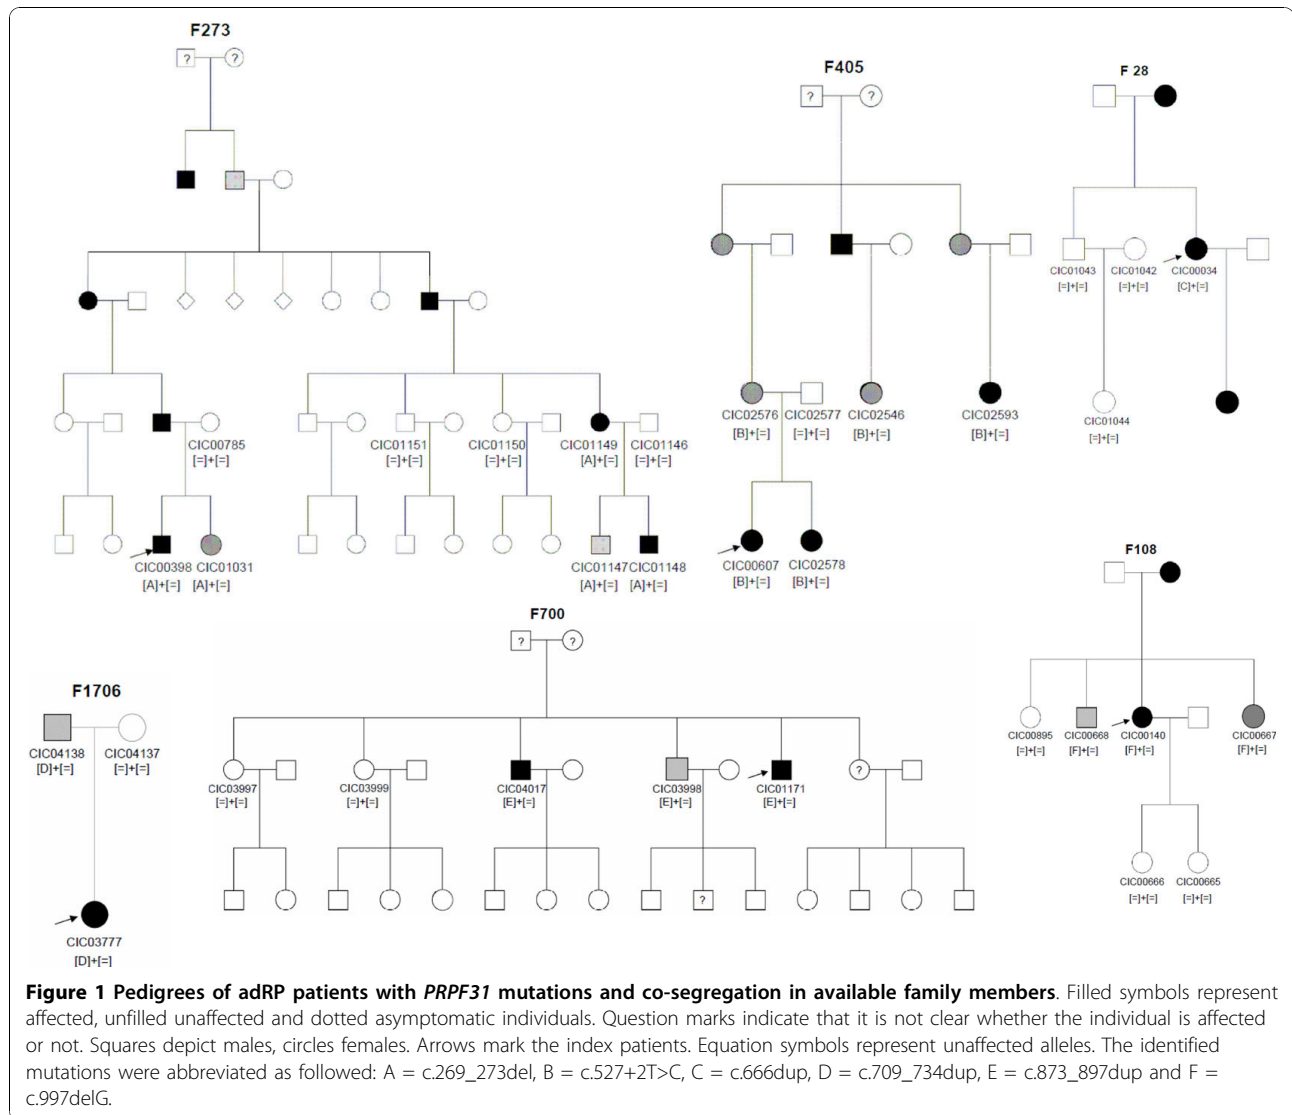 F273
? ?
F405
? ?
F 28
CIC01043 CIC01042 CIC00034
[=]+[=] [=]+[=] [C]+[=]
CIC01044
[=]+[=]
CIC00785
[=]+[=]
CIC01151 CIC01150 CIC01149 CIC01146
[=]+[=] [=]+[=] [A]+[=] [=]+[=]
CIC00398 CIC01031
[A]+[=] [A]+[=]
CIC01147 CIC01148
[A]+[=] [A]+[=]
CIC02576 CIC02577 CIC02546 CIC02593
[B]+[=] [=]+[=] [B]+[=] [B]+[=]
CIC00607 CIC02578
[B]+[=] [B]+[=]
F108
CIC00895 CIC00668 CIC00140 CIC00667
[=]+[=] [F]+[=] [F]+[=] [F]+[=]
CIC00666 CIC00665
[=]+[=] [=]+[=]
F700
? ?
?
CIC03997 CIC03999 CIC04017 CIC03998 CIC01171
[=]+[=] [=]+[=] [E]+[=] [E]+[=] [E]+[=]
?
F1706
CIC04138 CIC04137
[D]+[=] [=]+[=]
CIC03777
[D]+[=]
Figure 1 Pedigrees of adRP patients with PRPF31 mutations and co-segregation in available family members. Filled symbols represent
affected, unfilled unaffected and dotted asymptomatic individuals. Question marks indicate that it is not clear whether the individual is affected
or not. Squares depict males, circles females. Arrows mark the index patients. Equation symbols represent unaffected alleles. The identified
mutations were abbreviated as followed: A = c.269_273del, B = c.527+2T>C, C = c.666dup, D = c.709_734dup, E = c.873_897dup and F =
c.997delG.